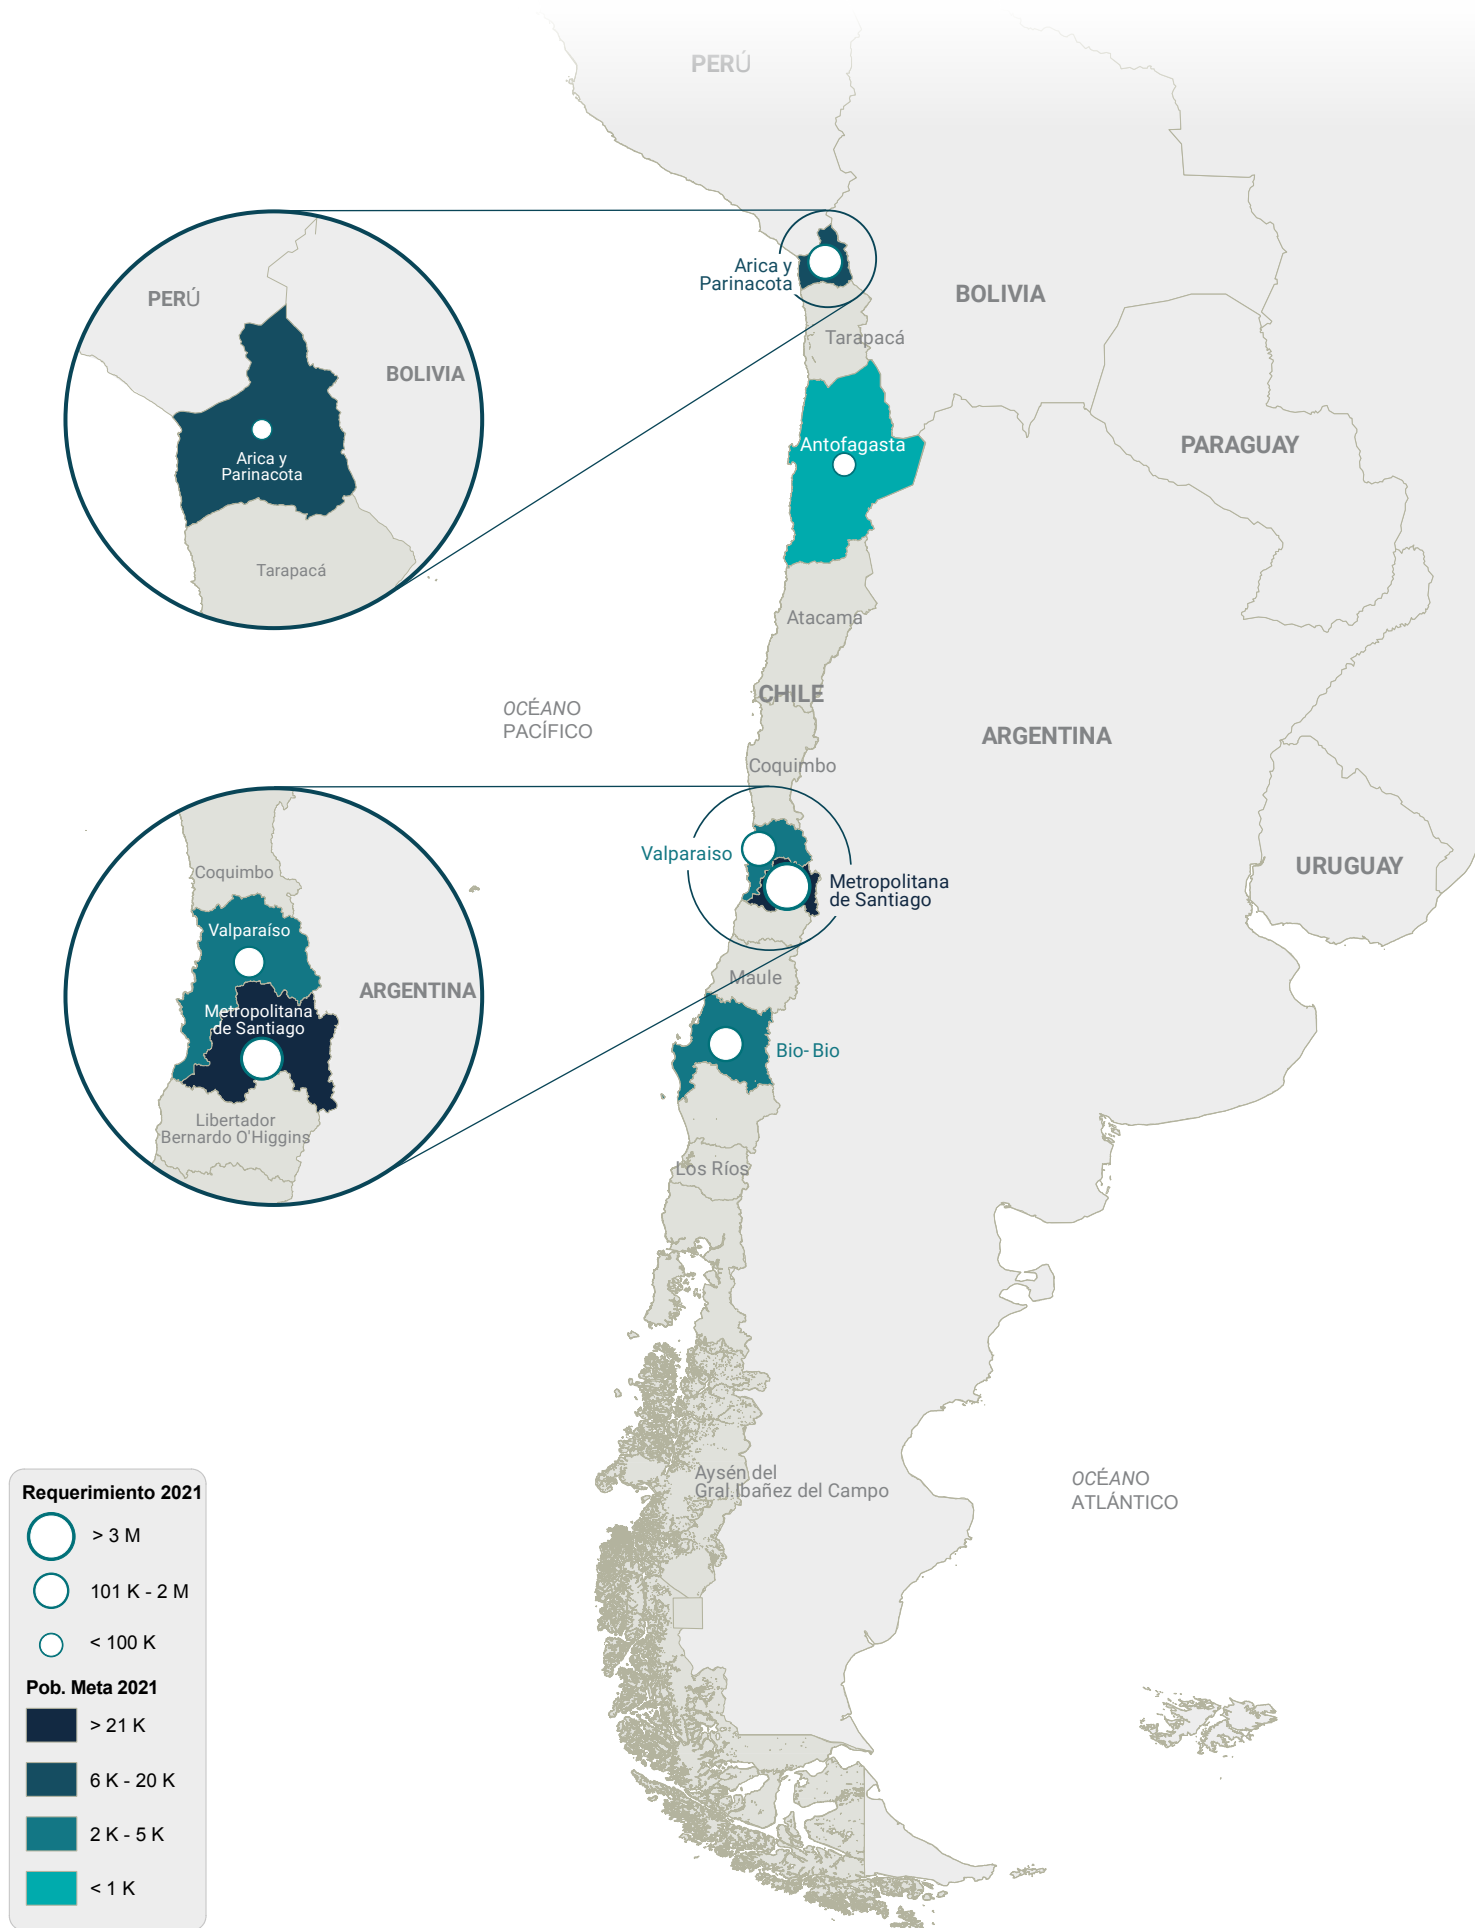 PERÚ
Arica y
Parinacota
BOLIVIA
Tarapacá
PERÚ
BOLIVIA
Arica y
Parinacota
Tarapacá
Antofagasta
PARAGUAY
Atacama
CHILE
OCÉANO
PACÍFICO
ARGENTINA
Coquimbo
Valparaiso
Metropolitana
de Santiago
URUGUAY
Coquimbo
Valparaíso
ARGENTINA
Metropolitana
de Santiago
Libertador
Bernardo O'Higgins
Maule
Bio-Bio
Los Ríos
Aysén del
Gral.Ibañez del Campo
OCÉANO
ATLÁNTICO
Requerimiento 2021
> 3 M
101 K - 2 M
< 100 K
Pob. Meta 2021
> 21 K
6 K - 20 K
2 K - 5 K
< 1 K